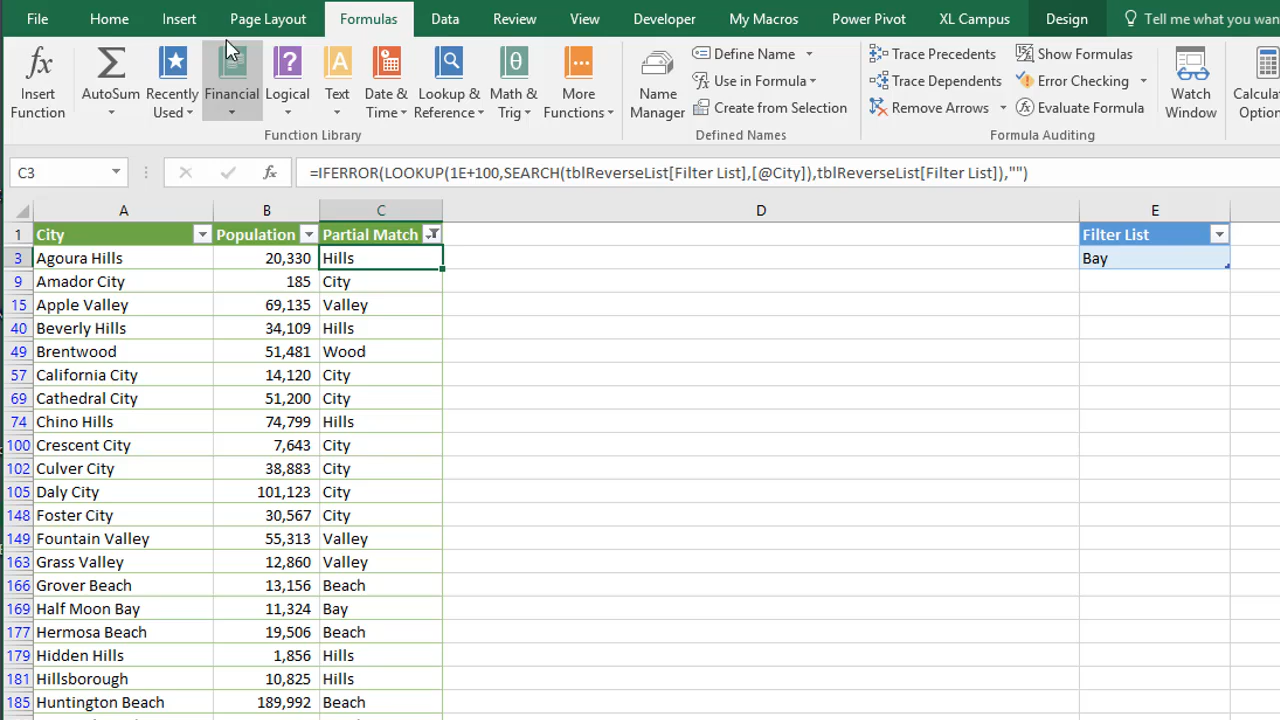 File Home Insert Page Layout Formulas Data Review View Developer My Macros Power Pivot XL Campus Design Tell me what you wan
fx Σ θ
Insert Function
AutoSum
Recently Used
Financial
Logical
A
Text
Date & Time
Lookup & Reference
Math & Trig
More Functions
Function Library
Name Manager
Define Name
Use in Formula
Create from Selection
Defined Names
Trace Precedents
Trace Dependents
Remove Arrows
Show Formulas
Error Checking
Evaluate Formula
Formula Auditing
Watch Window
Calcula
Option
C3 fx =IFERROR(LOOKUP(1E+100,SEARCH(tblReverseList[Filter List],[@City]),tblReverseList[Filter List]),"")
A B C D E
1 City Population Partial Match Filter List
3 Agoura Hills 20,330 Hills Bay
9 Amador City 185 City
15 Apple Valley 69,135 Valley
40 Beverly Hills 34,109 Hills
49 Brentwood 51,481 Wood
57 California City 14,120 City
69 Cathedral City 51,200 City
74 Chino Hills 74,799 Hills
100 Crescent City 7,643 City
102 Culver City 38,883 City
105 Daly City 101,123 City
148 Foster City 30,567 City
149 Fountain Valley 55,313 Valley
163 Grass Valley 12,860 Valley
166 Grover Beach 13,156 Beach
169 Half Moon Bay 11,324 Bay
177 Hermosa Beach 19,506 Beach
179 Hidden Hills 1,856 Hills
181 Hillsborough 10,825 Hills
185 Huntington Beach 189,992 Beach